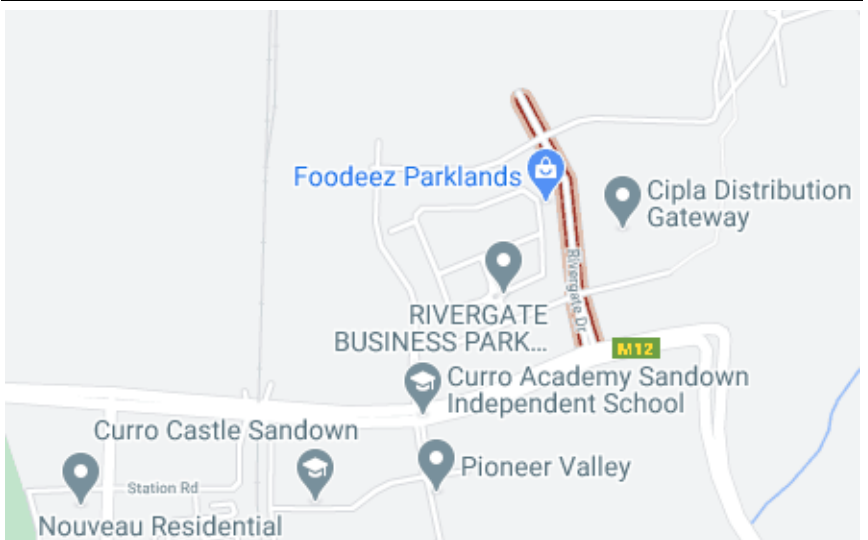 Foodeez Parklands
Cipla Distribution
Gateway
Rivergate Dr
RIVERGATE
BUSINESS PARK...
M12
Curro Academy Sandown
Independent School
Curro Castle Sandown
Pioneer Valley
Station Rd
Nouveau Residential